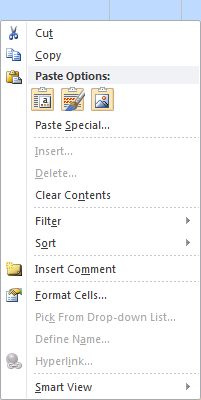 Cut
Copy
Paste Options:
a
Paste Special...
Insert...
Delete...
Clear Contents
Filter
Sort
Insert Comment
Format Cells...
Pick From Drop-down List...
Define Name...
Hyperlink...
Smart View